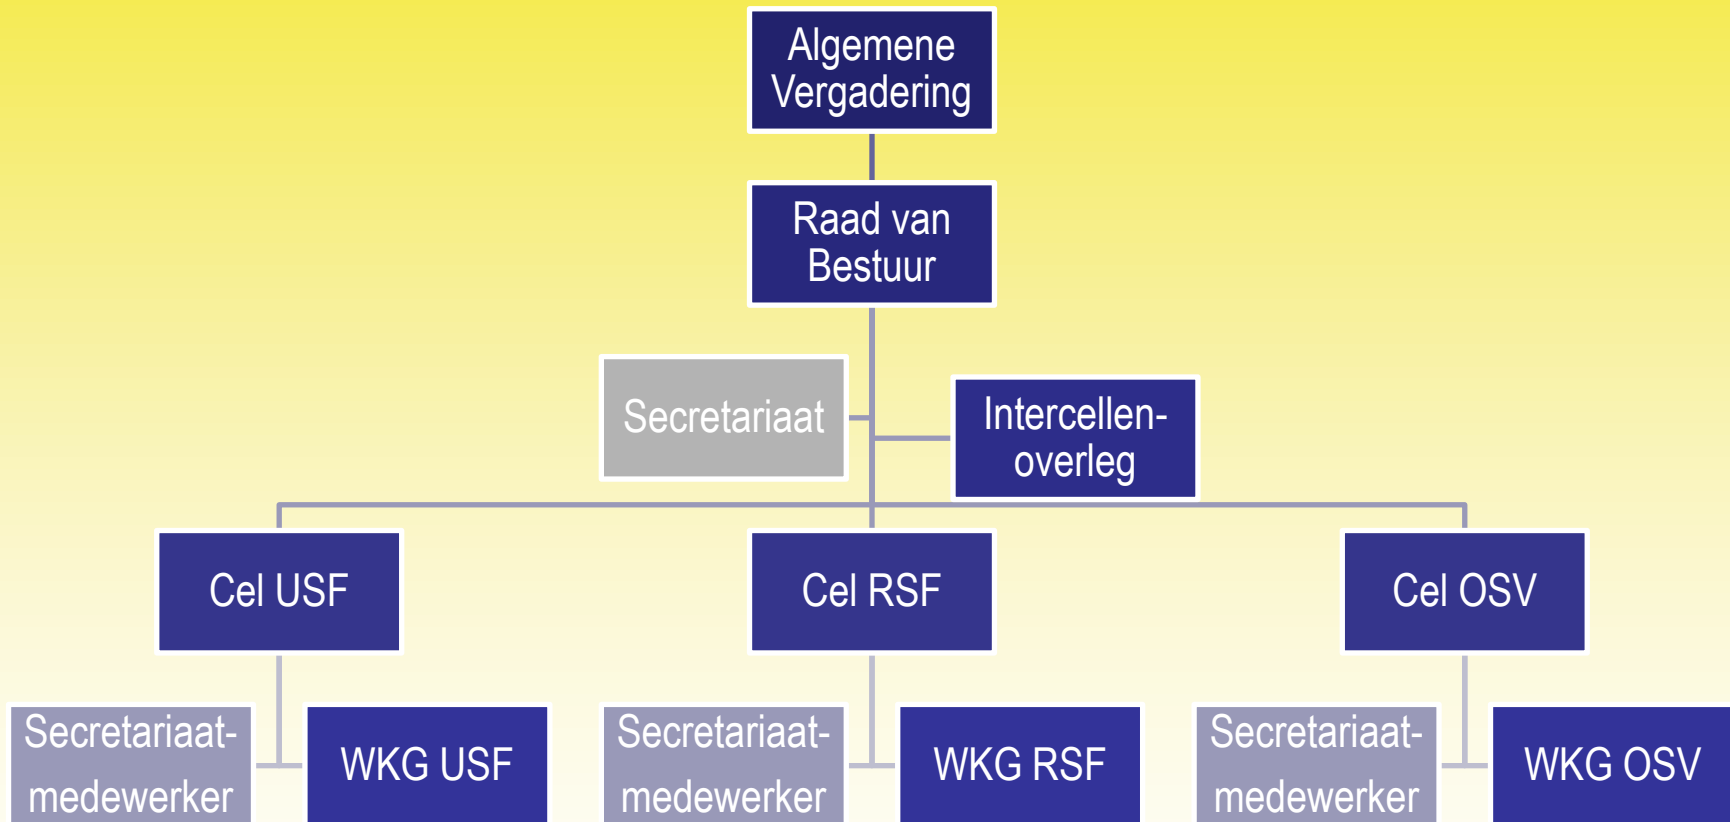 Algemene
Vergadering
Raad van
Bestuur
Secretariaat
Intercellen-
overleg
Cel USF
Cel RSF
Cel OSV
Secretariaat-
medewerker
WKG USF
Secretariaat-
medewerker
WKG RSF
Secretariaat-
medewerker
WKG OSV